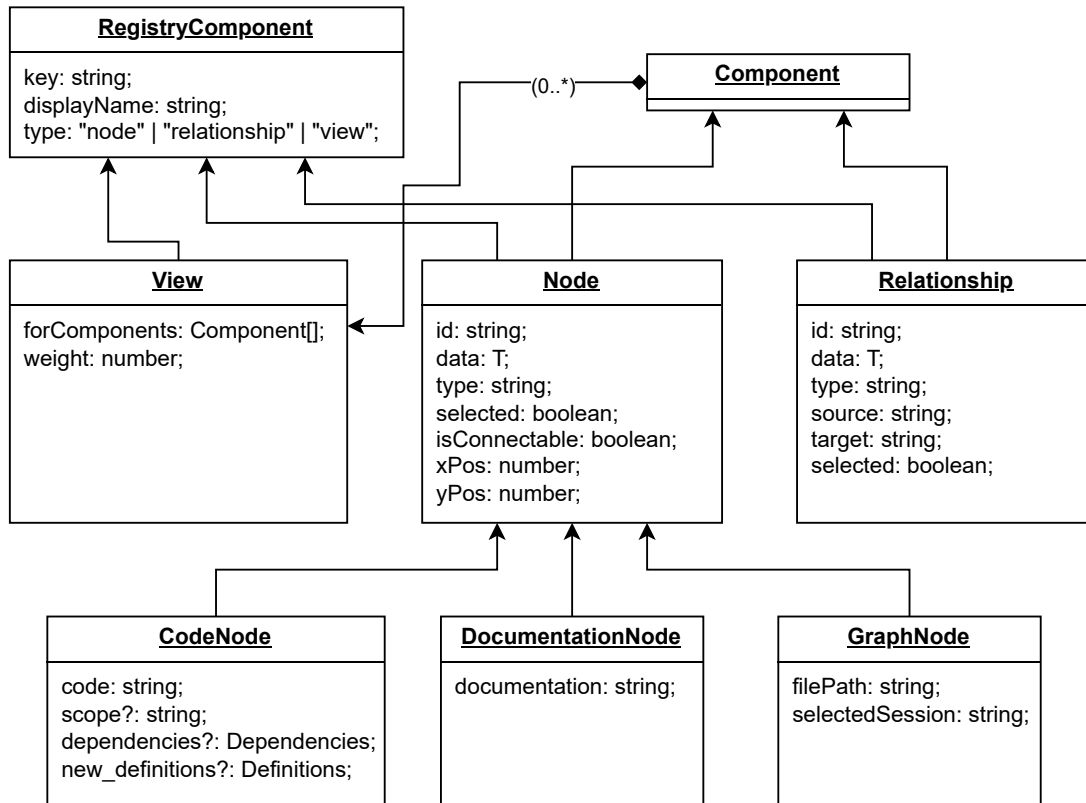 RegistryComponent
key: string;
displayName: string;
type: "node" | "relationship" | "view";
(0..*)
Component
View
forComponents: Component[];
weight: number;
Node
id: string;
data: T;
type: string;
selected: boolean;
isConnectable: boolean;
xPos: number;
yPos: number;
Relationship
id: string;
data: T;
type: string;
source: string;
target: string;
selected: boolean;
CodeNode
code: string;
scope?: string;
dependencies?: Dependencies;
new_definitions?: Definitions;
DocumentationNode
documentation: string;
GraphNode
filePath: string;
selectedSession: string;